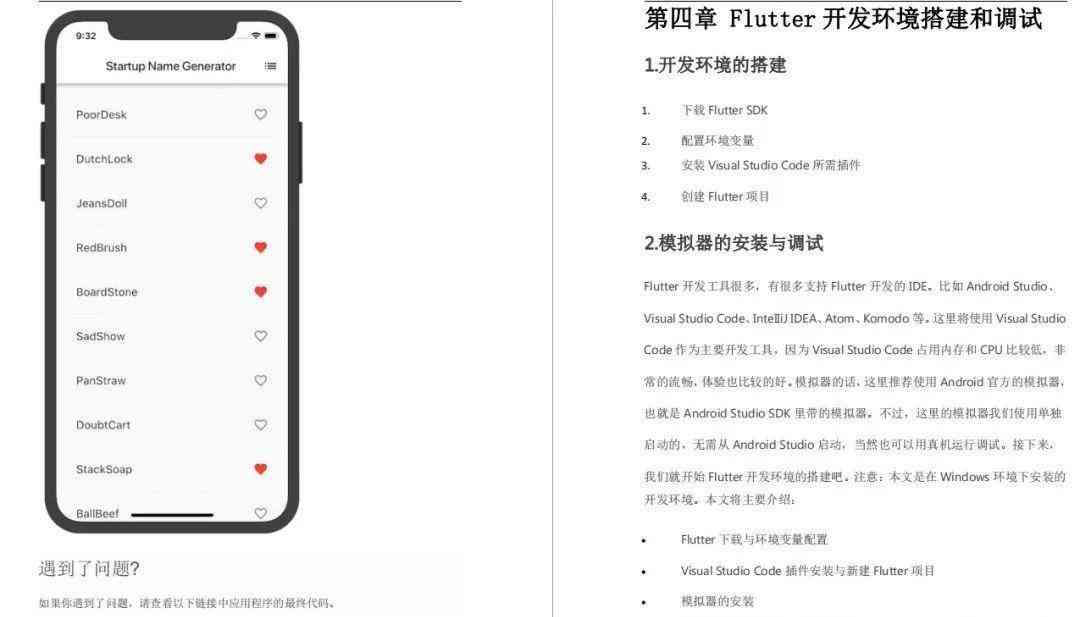 9:32
Startup Name Generator
PoorDesk
DutchLock
JeansDoll
RedBrush
BoardStone
SadShow
PanStraw
DoubtCart
StackSoap
BallBeef
遇到了问题?
如果你遇到了问题，请查看以下链接中应用程序的最终代码。
第四章 Flutter 开发环境搭建和调试
1.开发环境的搭建
1. 下载 Flutter SDK
2. 配置环境变量
3. 安装 Visual Studio Code 所需插件
4. 创建 Flutter 项目
2.模拟器的安装与调试
Flutter 开发工具很多，有很多支持 Flutter 开发的 IDE。比如 Android Studio、
Visual Studio Code、IntelliJ IDEA、Atom、Komodo 等。这里将使用 Visual Studio
Code 作为主要开发工具，因为 Visual Studio Code 占用内存和 CPU 比较低，非
常的流畅，体验也比较的好。模拟器的话，这里推荐使用 Android 官方的模拟器，
也就是 Android Studio SDK 里带的模拟器。不过，这里的模拟器我们使用单独
启动的，无需从 Android Studio 启动，当然也可以用真机运行调试。接下来，
我们就开始 Flutter 开发环境的搭建吧。注意：本文是在 Windows 环境下安装的
开发环境。本文将主要介绍：
• Flutter 下载与环境变量配置
• Visual Studio Code 插件安装与新建 Flutter 项目
• 模拟器的安装